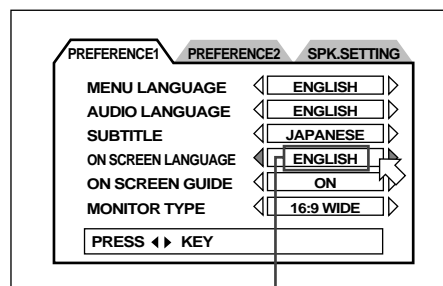 PREFERENCE1 PREFERENCE2 SPK.SETTING
MENU LANGUAGE ENGLISH
AUDIO LANGUAGE ENGLISH
SUBTITLE JAPANESE
ON SCREEN LANGUAGE ENGLISH
ON SCREEN GUIDE ON
MONITOR TYPE 16:9 WIDE
PRESS KEY